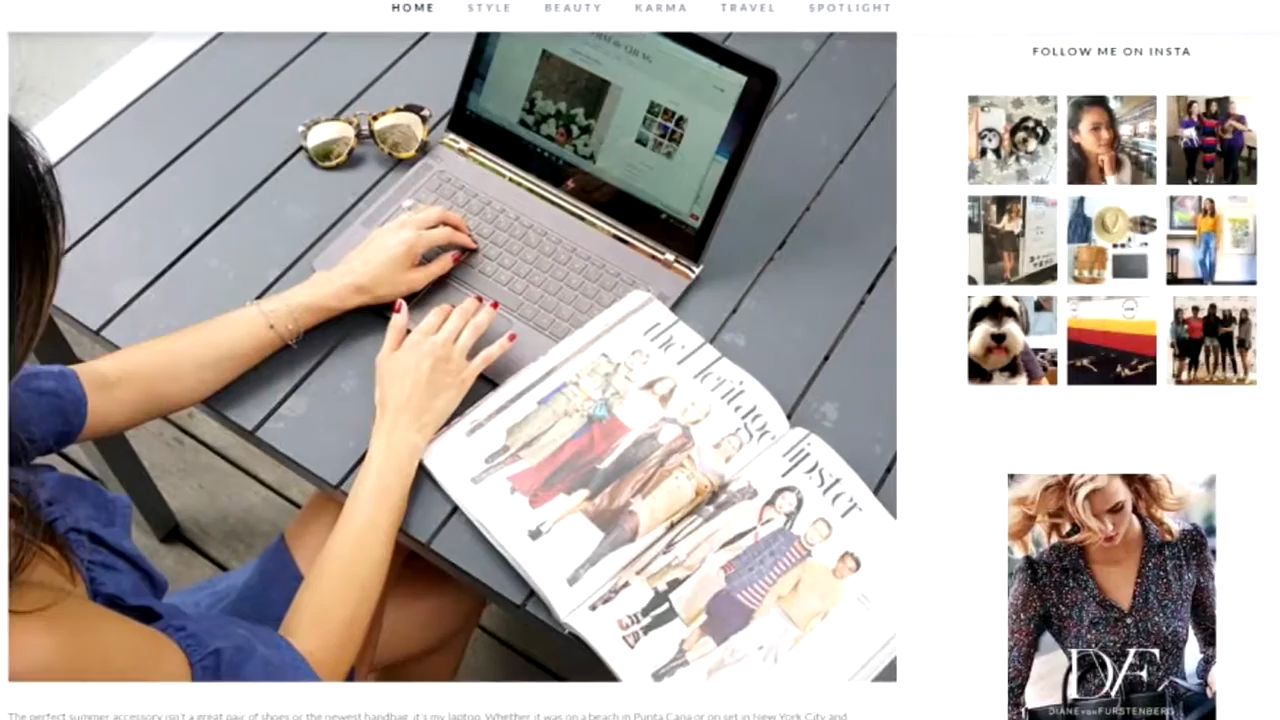 HOME STYLE BEAUTY KARMA TRAVEL SPOTLIGHT
FOLLOW ME ON INSTA
the Heritage
hipster
DVF
DIANE VON FURSTENBERG
The perfect summer accessory isn't a great pair of shoes or the newest handbag, it's my laptop. Whether it was on a beach in Punta Cana or on set in New York City and